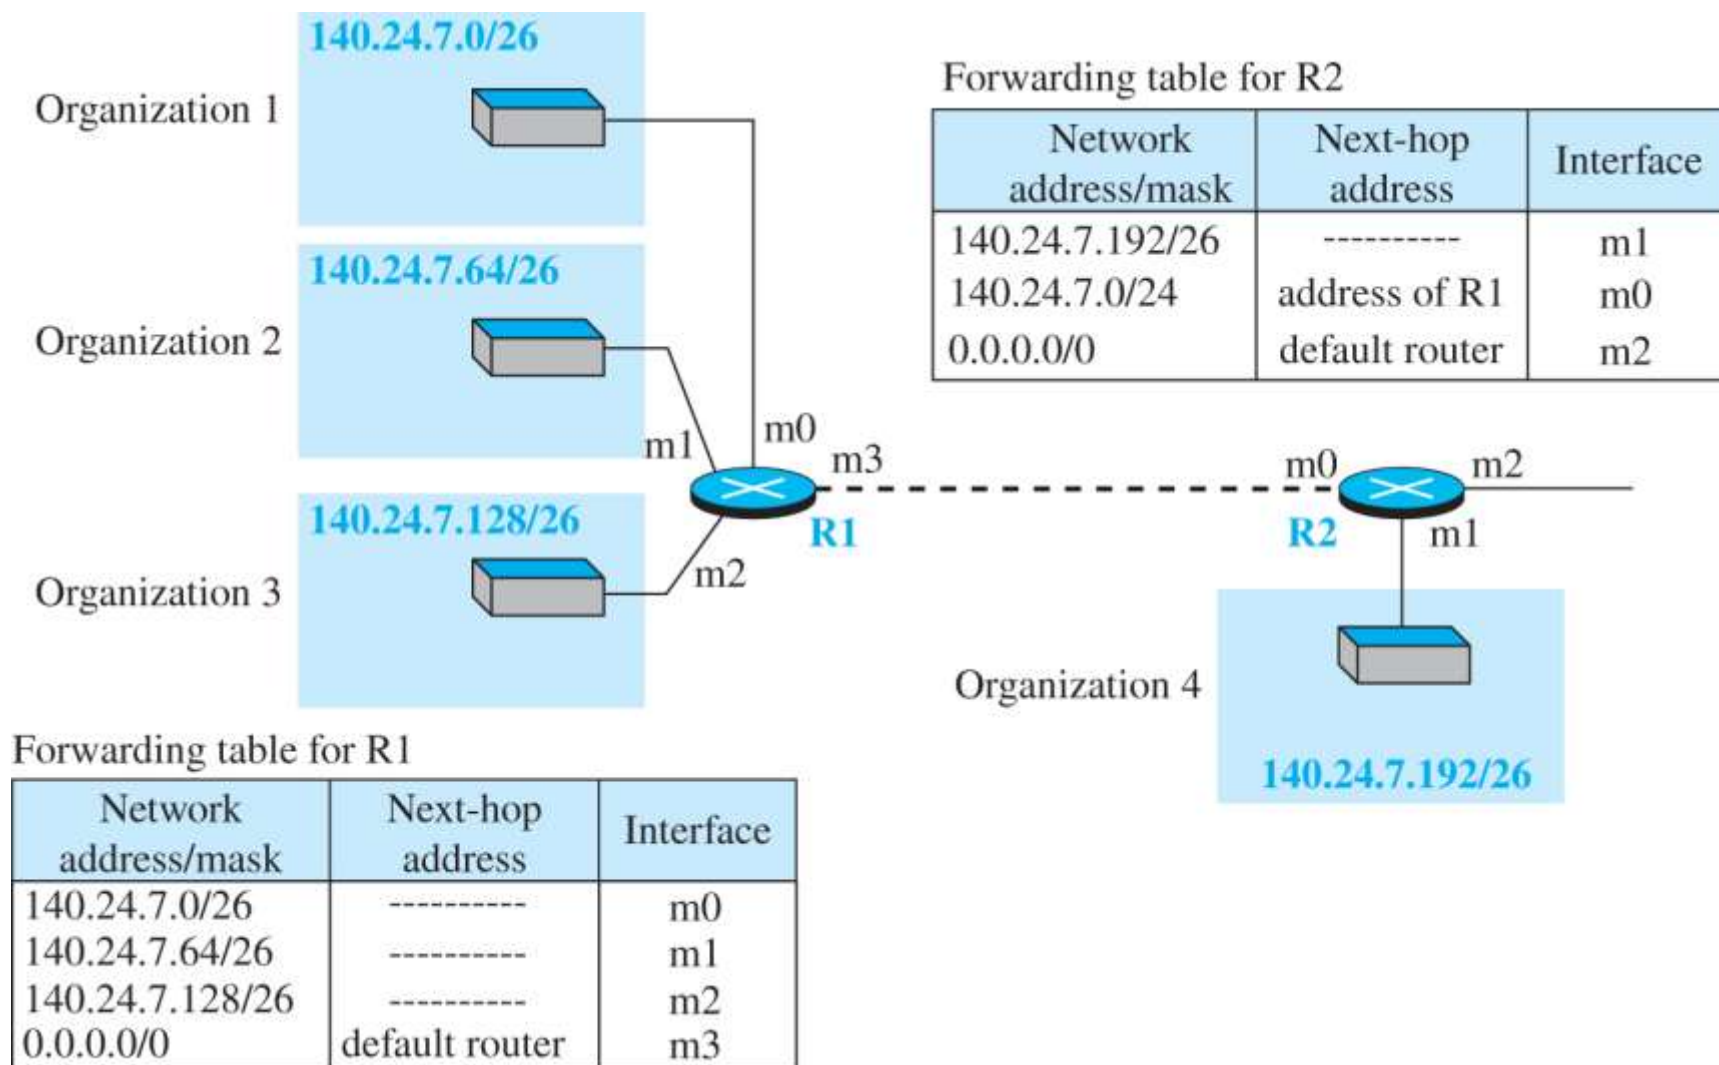 140.24.7.0/26
Organization 1
140.24.7.64/26
Organization 2
140.24.7.128/26
Organization 3
m0
m1
m2
m3
R1
Forwarding table for R2
Network address/mask Next-hop address Interface
140.24.7.192/26 ---------- m1
140.24.7.0/24 address of R1 m0
0.0.0.0/0 default router m2
m0
m2
R2
m1
Organization 4
140.24.7.192/26
Forwarding table for R1
Network address/mask Next-hop address Interface
140.24.7.0/26 ---------- m0
140.24.7.64/26 ---------- m1
140.24.7.128/26 ---------- m2
0.0.0.0/0 default router m3